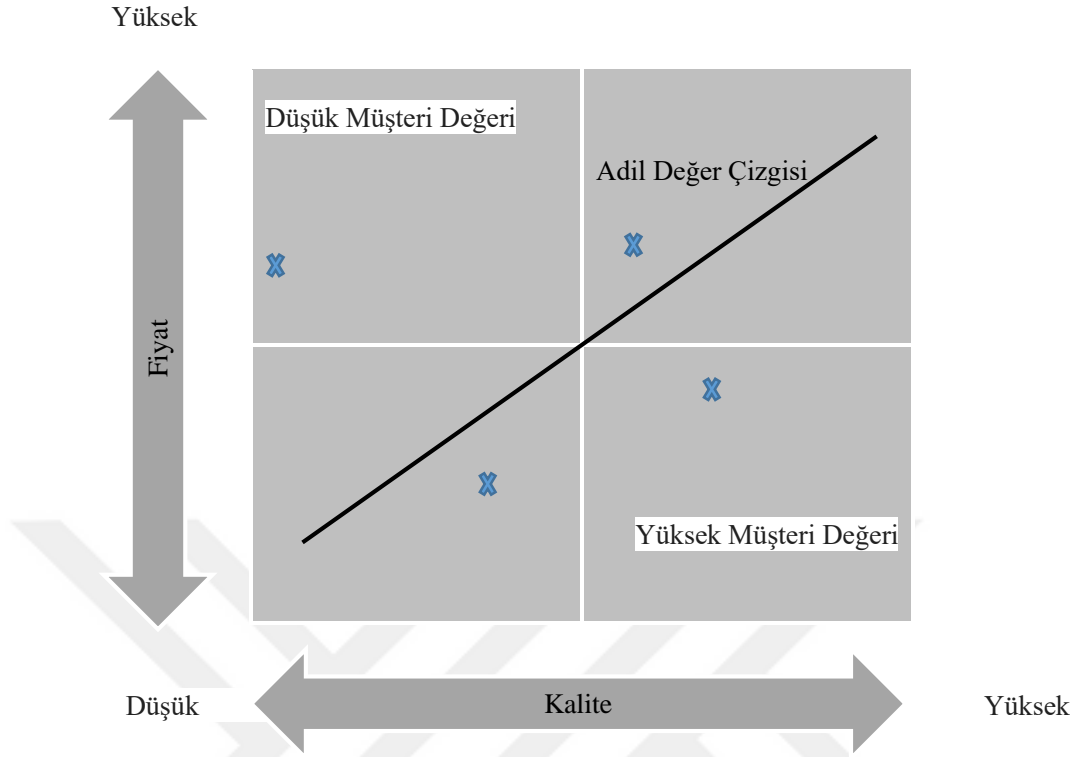 Yüksek
Düşük Müşteri Değeri
Adil Değer Çizgisi
Fiyat
Yüksek Müşteri Değeri
Düşük
Kalite
Yüksek